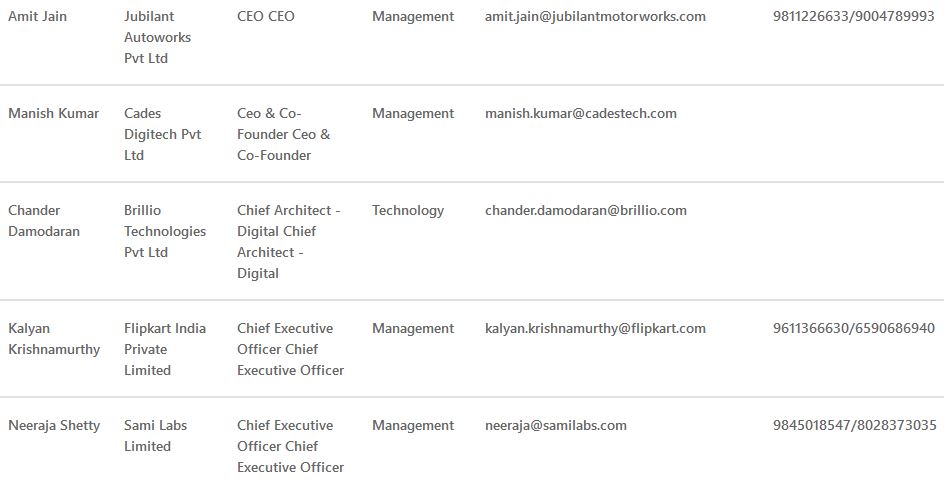 Amit Jain Jubilant CEO CEO Management amit.jain@jubilantmotorworks.com 9811226633/9004789993
Autoworks
Pvt Ltd
Manish Kumar Cades Ceo & Co- Management manish.kumar@cadestech.com
Digitech Pvt Founder Ceo &
Ltd Co-Founder
Chander Brillio Chief Architect - Technology chander.damodaran@brillio.com
Damodaran Technologies Digital Chief
Pvt Ltd Architect -
Digital
Kalyan Flipkart India Chief Executive Management kalyan.krishnamurthy@flipkart.com 9611366630/6590686940
Krishnamurthy Private Officer Chief
Limited Executive Officer
Neeraja Shetty Sami Labs Chief Executive Management neeraja@samilabs.com 9845018547/8028373035
Limited Officer Chief
Executive Officer